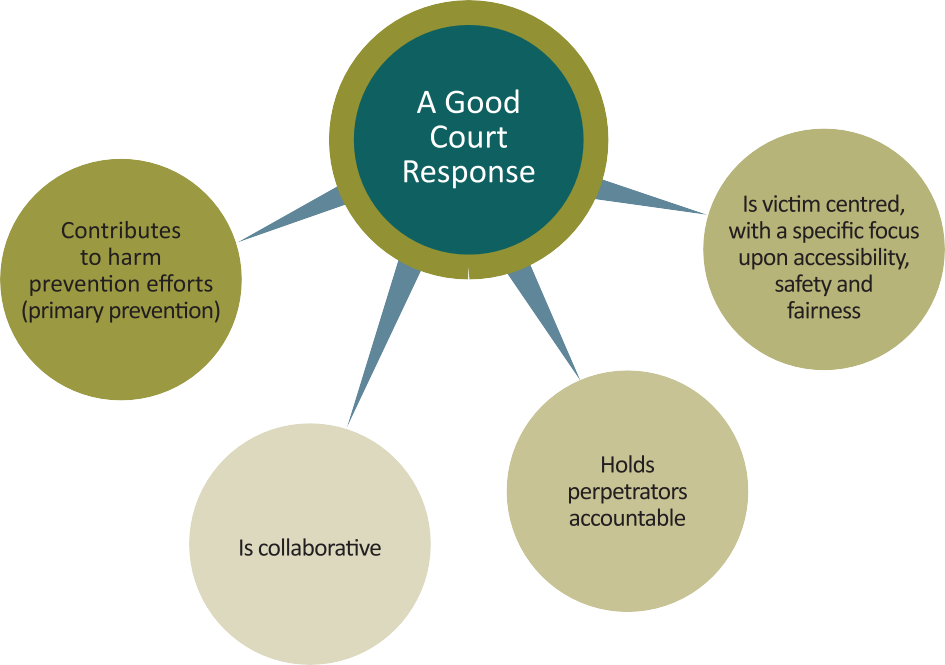 A Good
Court
Response
Contributes
to harm
prevention efforts
(primary prevention)
Is collaborative
Holds
perpetrators
accountable
Is victim centred,
with a specific focus
upon accessibility,
safety and
fairness